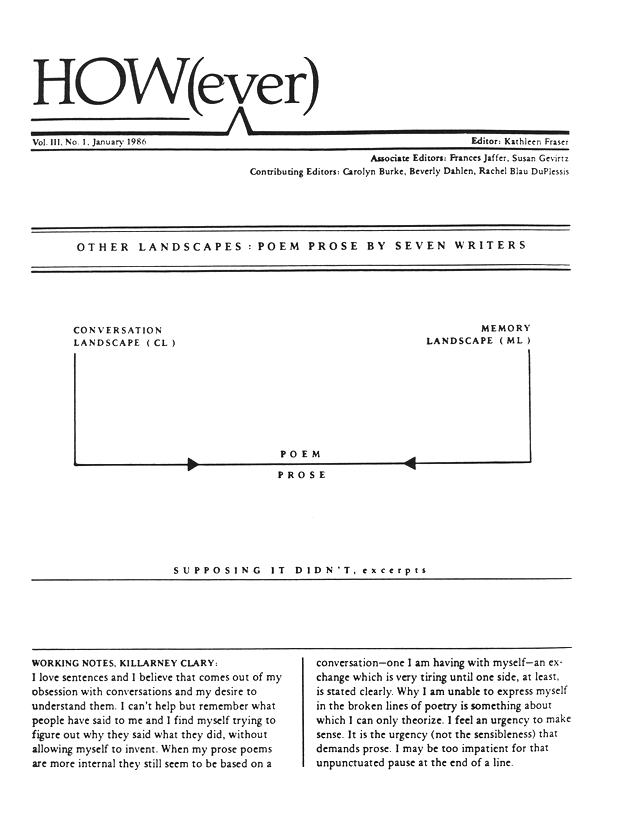 HOW(ever)
Vol. III, No. 1, January 1986
Editor: Kathleen Fraser
Associate Editors: Frances Jaffer, Susan Gevirtz
Contributing Editors: Carolyn Burke, Beverly Dahlen, Rachel Blau DuPlessis
OTHER LANDSCAPES : POEM PROSE BY SEVEN WRITERS
CONVERSATION
LANDSCAPE ( CL )
MEMORY
LANDSCAPE ( ML )
POEM
PROSE
SUPPOSING IT DIDN'T, excerpts
WORKING NOTES, KILLARNEY CLARY:
I love sentences and I believe that comes out of my
obsession with conversations and my desire to
understand them. I can't help but remember what
people have said to me and I find myself trying to
figure out why they said what they did, without
allowing myself to invent. When my prose poems
are more internal they still seem to be based on a
conversation—one I am having with myself—an ex-
change which is very tiring until one side, at least,
is stated clearly. Why I am unable to express myself
in the broken lines of poetry is something about
which I can only theorize. I feel an urgency to make
sense. It is the urgency (not the sensibleness) that
demands prose. I may be too impatient for that
unpunctuated pause at the end of a line.